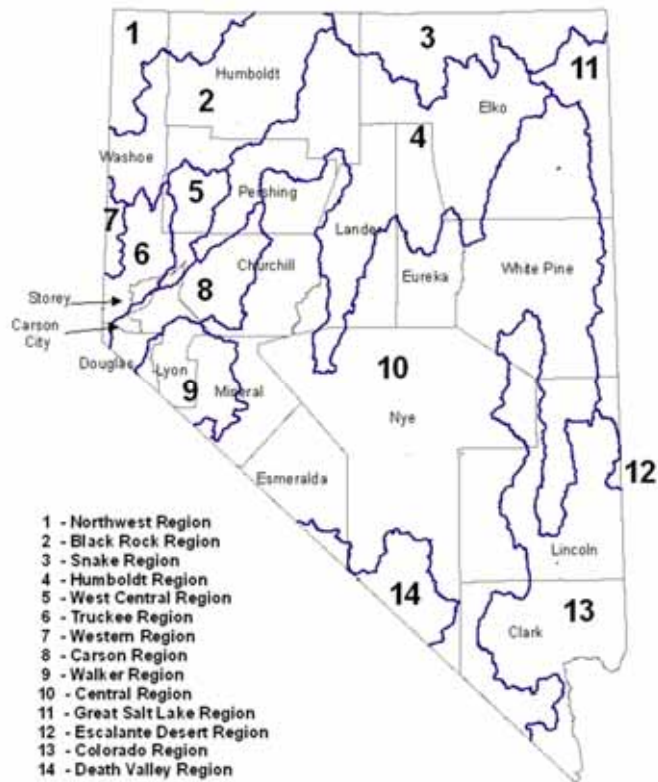 1
3
Humboldt
11
2
Elko
4
Washoe
5
Pershing
7
Lander
6
Churchill
Eureka
White Pine
8
Storey
Carson
City
10
Douglas
Lyon
9
Mineral
Nye
12
Esmeralda
Lincoln
14
13
Clark
1 - Northwest Region
2 - Black Rock Region
3 - Snake Region
4 - Humboldt Region
5 - West Central Region
6 - Truckee Region
7 - Western Region
8 - Carson Region
9 - Walker Region
10 - Central Region
11 - Great Salt Lake Region
12 - Escalante Desert Region
13 - Colorado Region
14 - Death Valley Region